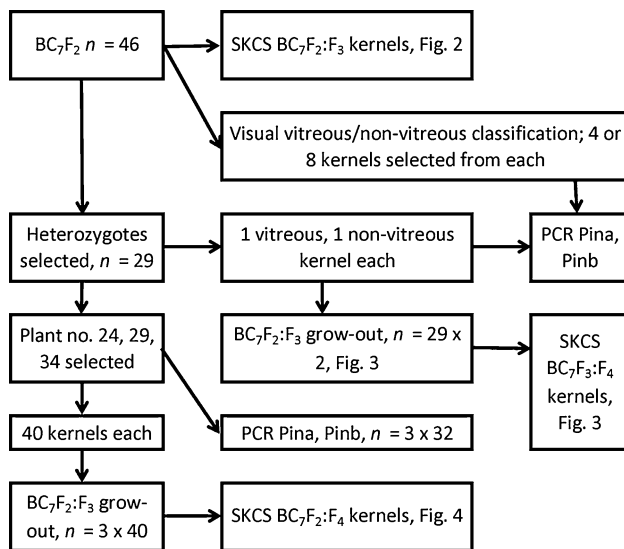 BC₇F₂ n = 46
SKCS BC₇F₂:F₃ kernels, Fig. 2
Visual vitreous/non-vitreous classification; 4 or
8 kernels selected from each
Heterozygotes
selected, n = 29
1 vitreous, 1 non-vitreous
kernel each
PCR Pina,
Pinb
Plant no. 24, 29,
34 selected
BC₇F₂:F₃ grow-out, n = 29 x
2, Fig. 3
SKCS
BC₇F₃:F₄
kernels,
Fig. 3
40 kernels each
PCR Pina, Pinb, n = 3 x 32
BC₇F₂:F₃ grow-
out, n = 3 x 40
SKCS BC₇F₂:F₄ kernels, Fig. 4